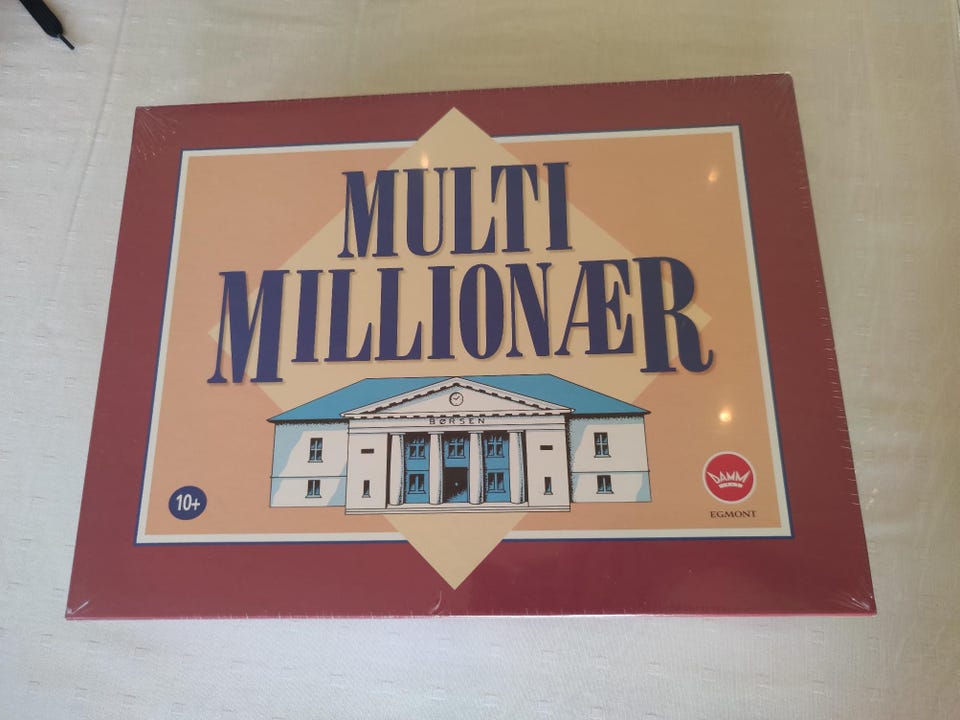 MULTI
MILLIONÆR
BØRSEN
10+
DAMM
EGMONT